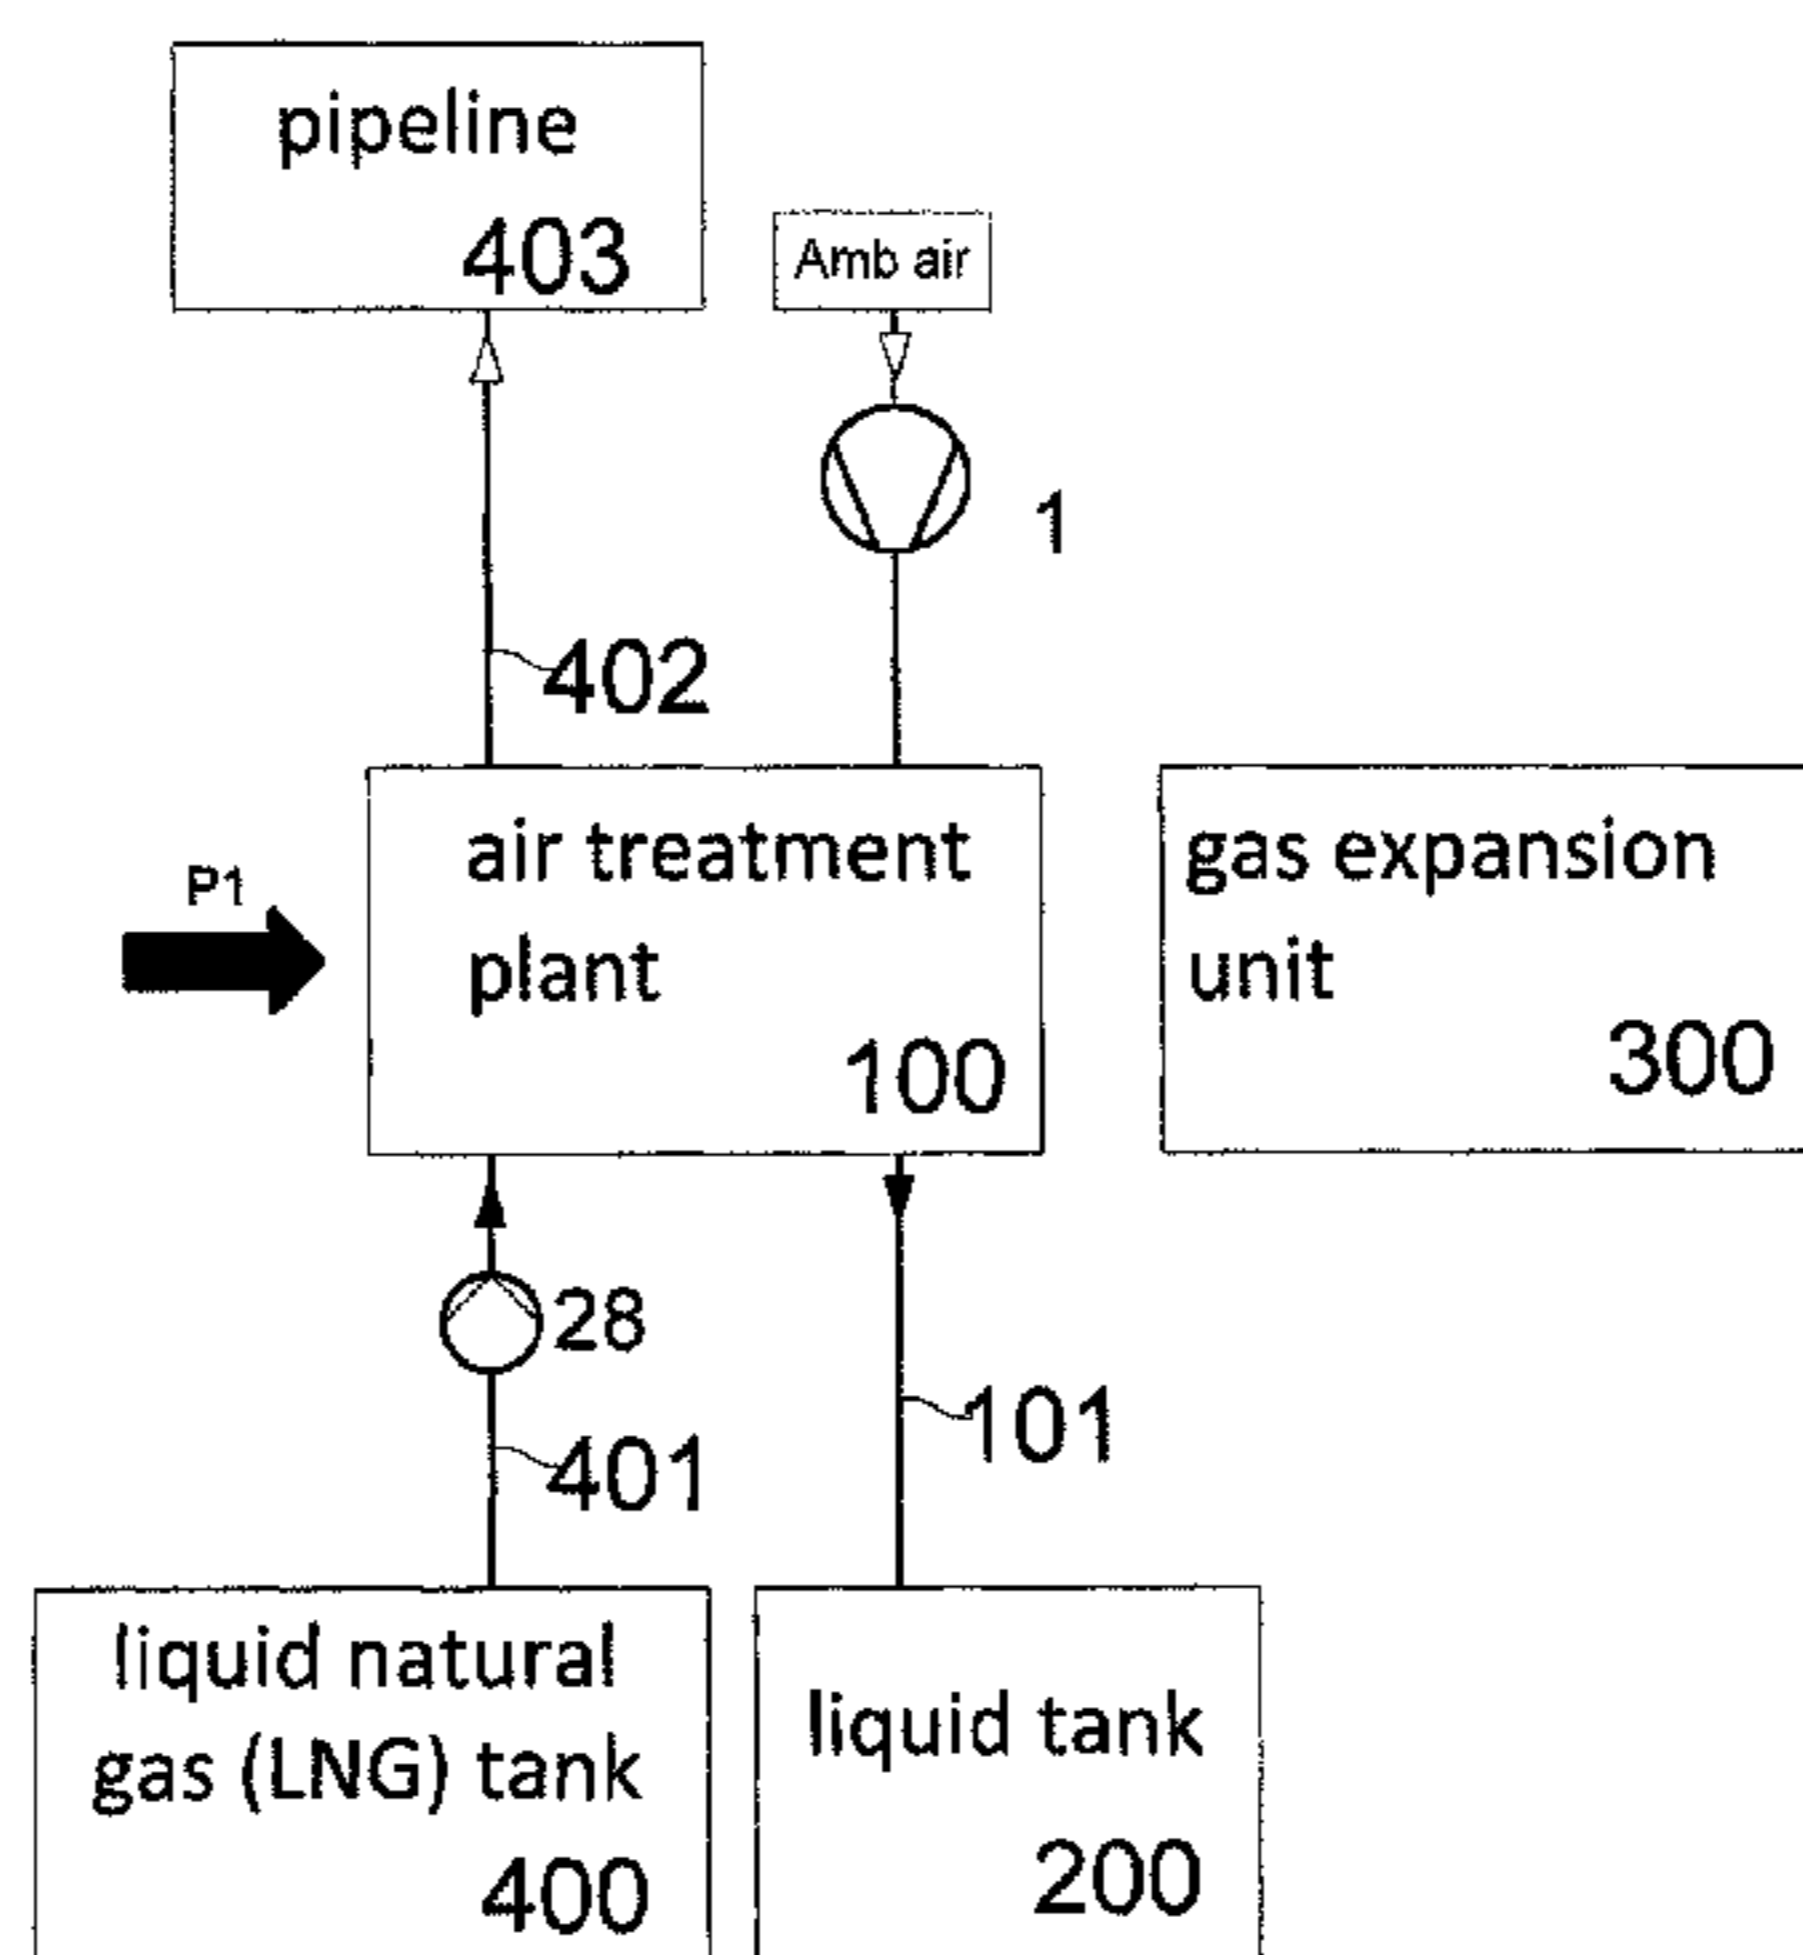 pipeline
403
Amb air
1
402
air treatment
plant
100
P1
gas expansion
unit
300
28
401
101
liquid natural
gas (LNG) tank
400
liquid tank
200